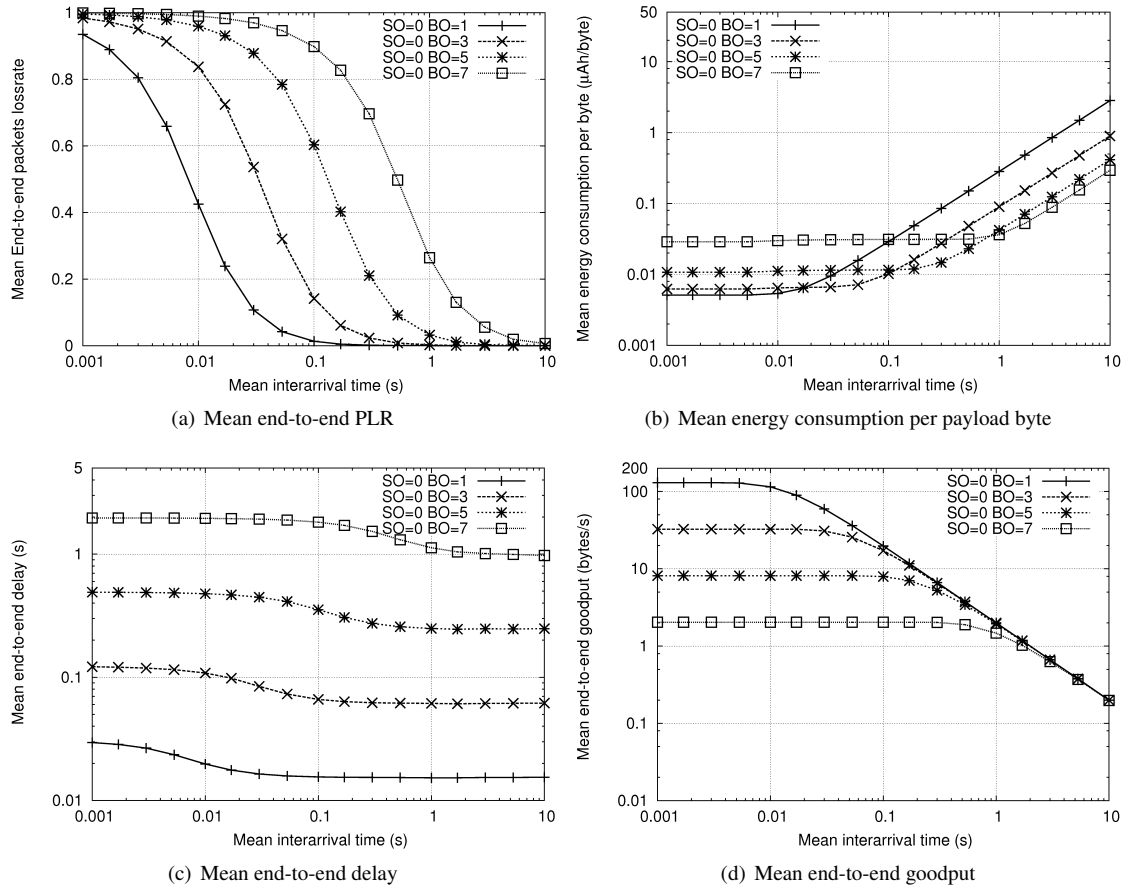 1
0.8
0.6
0.4
0.2
0
0.001 0.01 0.1 1 10
Mean End-to-end packets lossrate
Mean interarrival time (s)
SO=0 BO=1
SO=0 BO=3
SO=0 BO=5
SO=0 BO=7
(a) Mean end-to-end PLR
50
10
1
0.1
0.01
0.001
0.001 0.01 0.1 1 10
Mean energy consumption per byte (µAh/byte)
Mean interarrival time (s)
SO=0 BO=1
SO=0 BO=3
SO=0 BO=5
SO=0 BO=7
(b) Mean energy consumption per payload byte
5
1
0.1
0.01
0.001 0.01 0.1 1 10
Mean end-to-end delay (s)
Mean interarrival time (s)
SO=0 BO=1
SO=0 BO=3
SO=0 BO=5
SO=0 BO=7
(c) Mean end-to-end delay
200
100
10
1
0.1
0.01
0.001 0.01 0.1 1 10
Mean end-to-end goodput (bytes/s)
Mean interarrival time (s)
SO=0 BO=1
SO=0 BO=3
SO=0 BO=5
SO=0 BO=7
(d) Mean end-to-end goodput